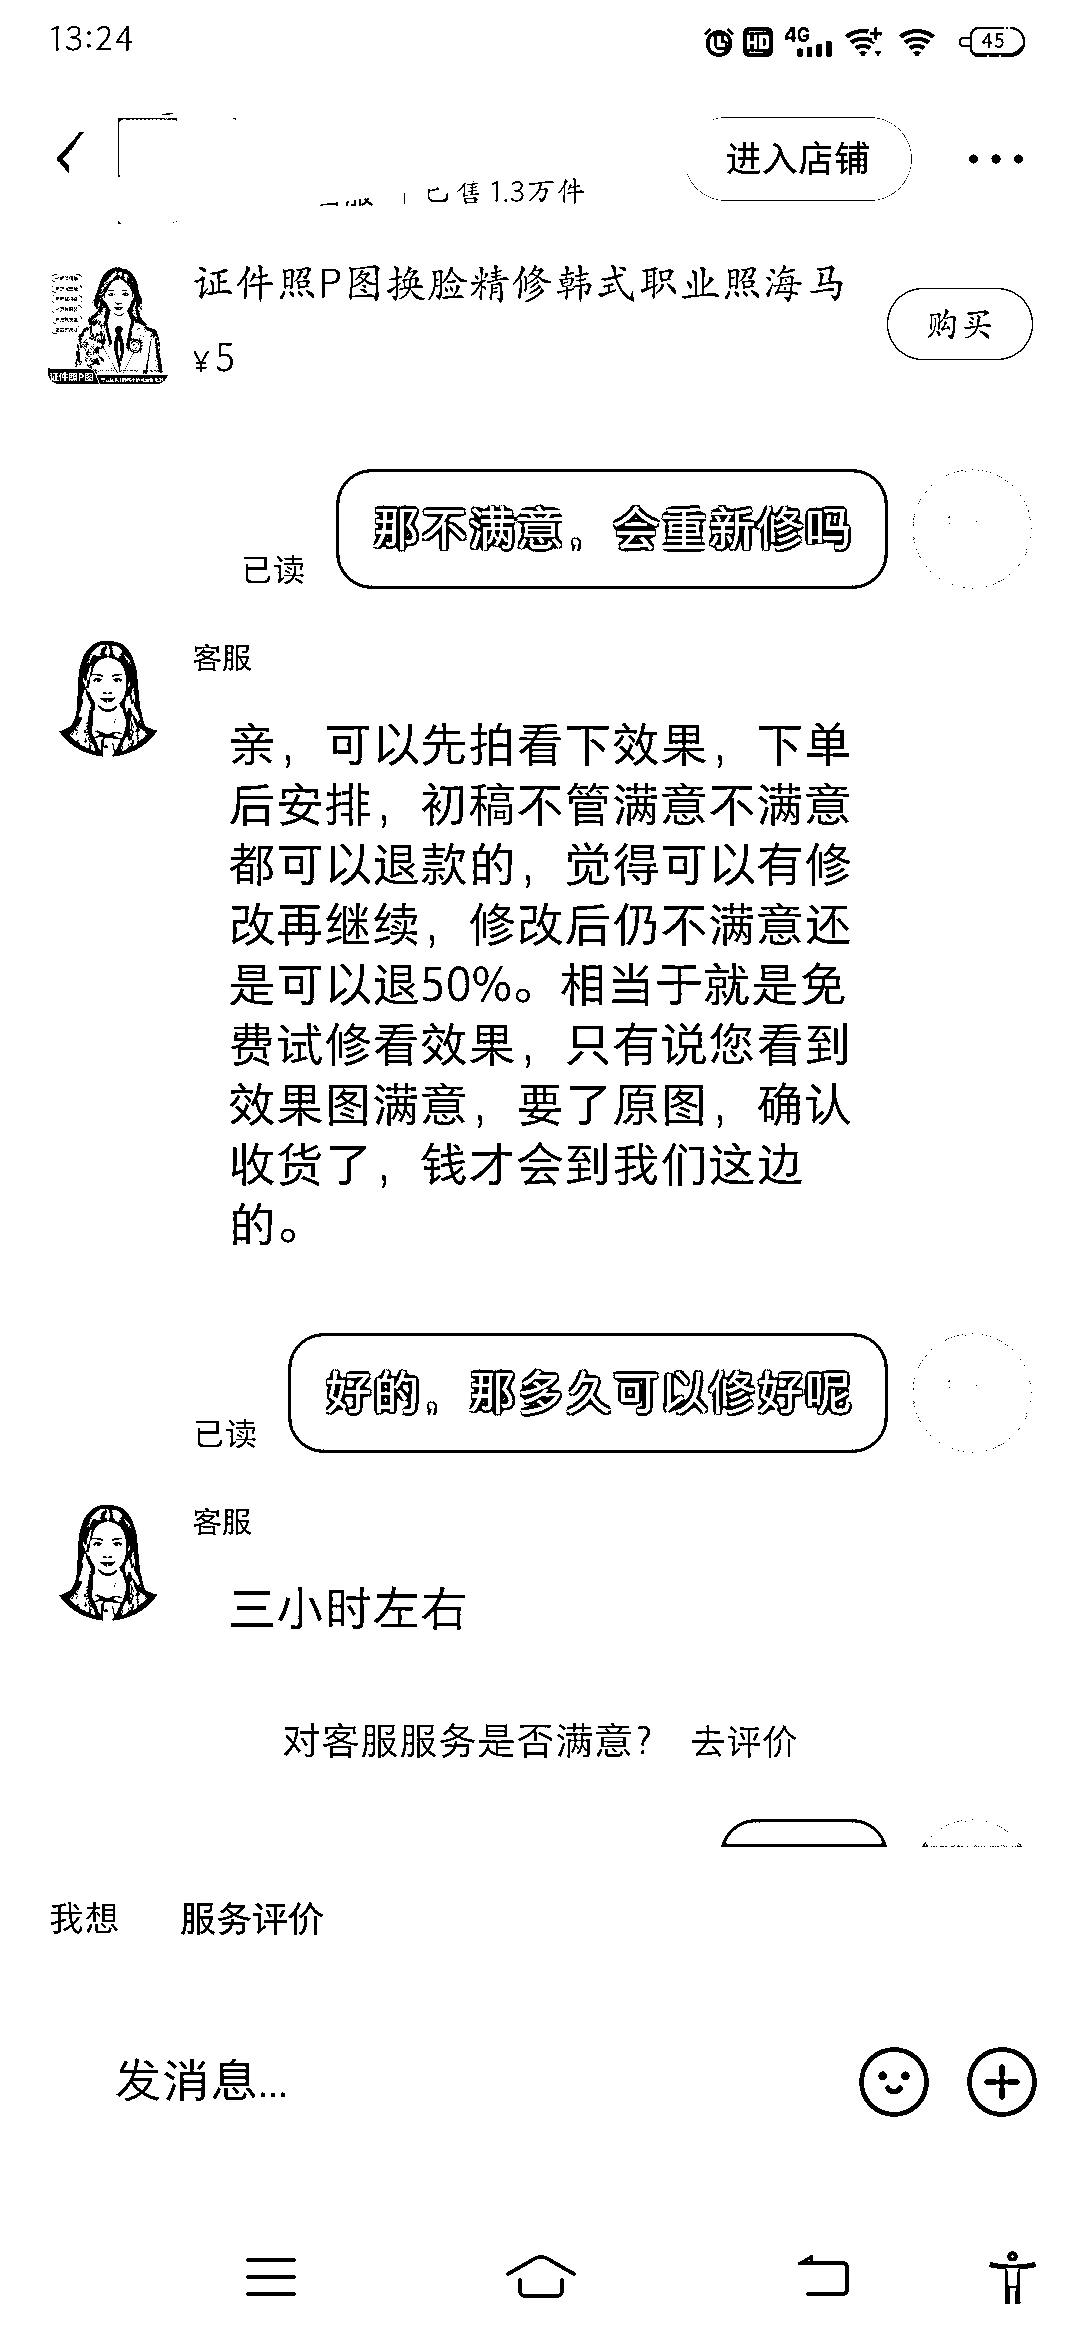 13:24
HD 4G 45
进入店铺
已售1.3万件
证件照P图换脸精修韩式职业照海马
购买
¥5
证件照P图
那不满意。会重新修吗
已读
客服
亲，可以先拍看下效果，下单
后安排，初稿不管满意不满意
都可以退款的，觉得可以有修
改再继续，修改后仍不满意还
是可以退50%。相当于就是免
费试修看效果，只有说您看到
效果图满意，要了原图，确认
收货了，钱才会到我们这边
的。
好的。那多久可以修好呢
已读
客服
三小时左右
对客服服务是否满意？ 去评价
我想 服务评价
发消息...